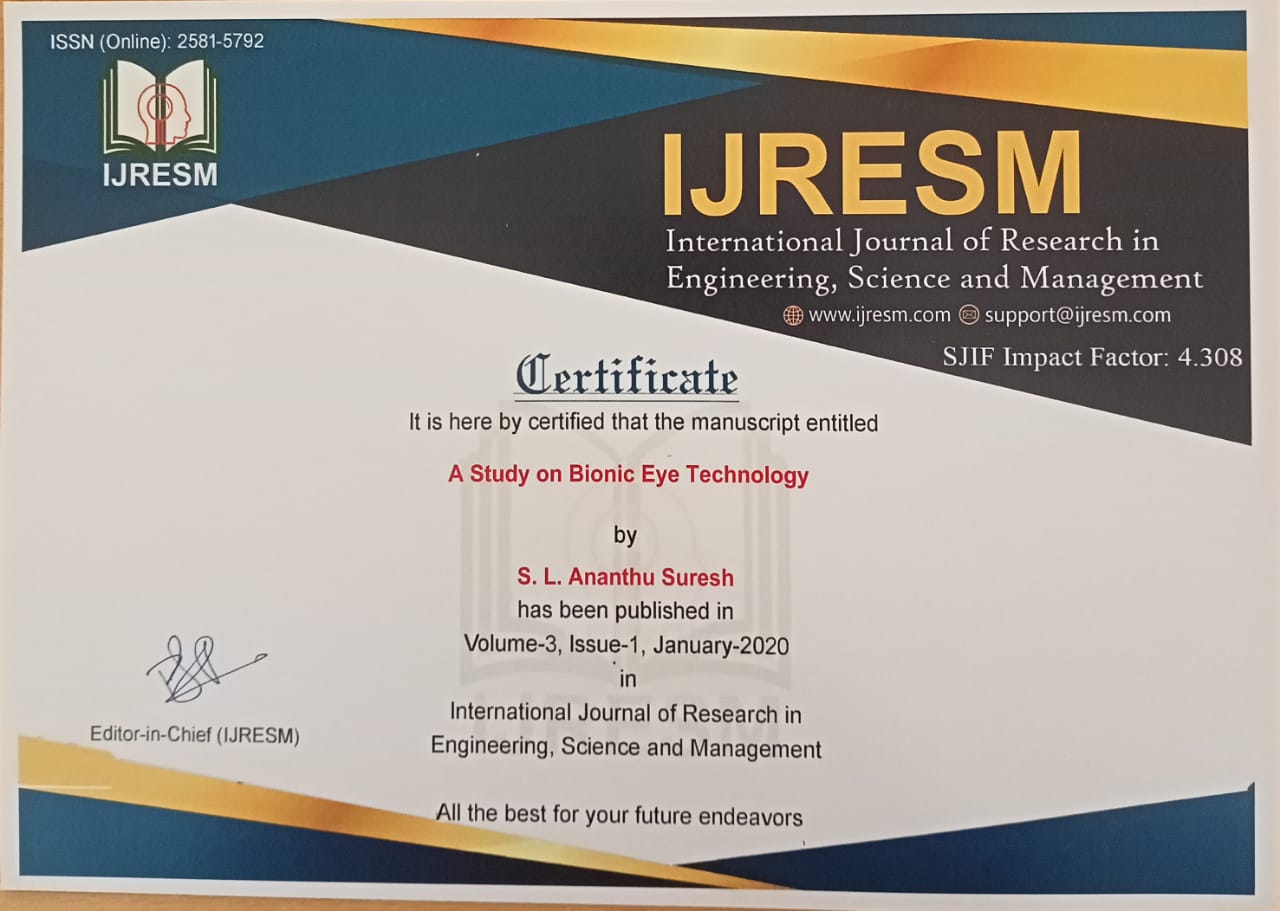 ISSN (Online): 2581-5792
IJRESM
IJRESM
International Journal of Research in
Engineering, Science and Management
www.ijresm.com support@ijresm.com
SJIF Impact Factor: 4.308
Certificate
It is here by certified that the manuscript entitled
A Study on Bionic Eye Technology
by
S. L. Ananthu Suresh
has been published in
Volume-3, Issue-1, January-2020
in
International Journal of Research in
Engineering, Science and Management
Editor-in-Chief (IJRESM)
All the best for your future endeavors